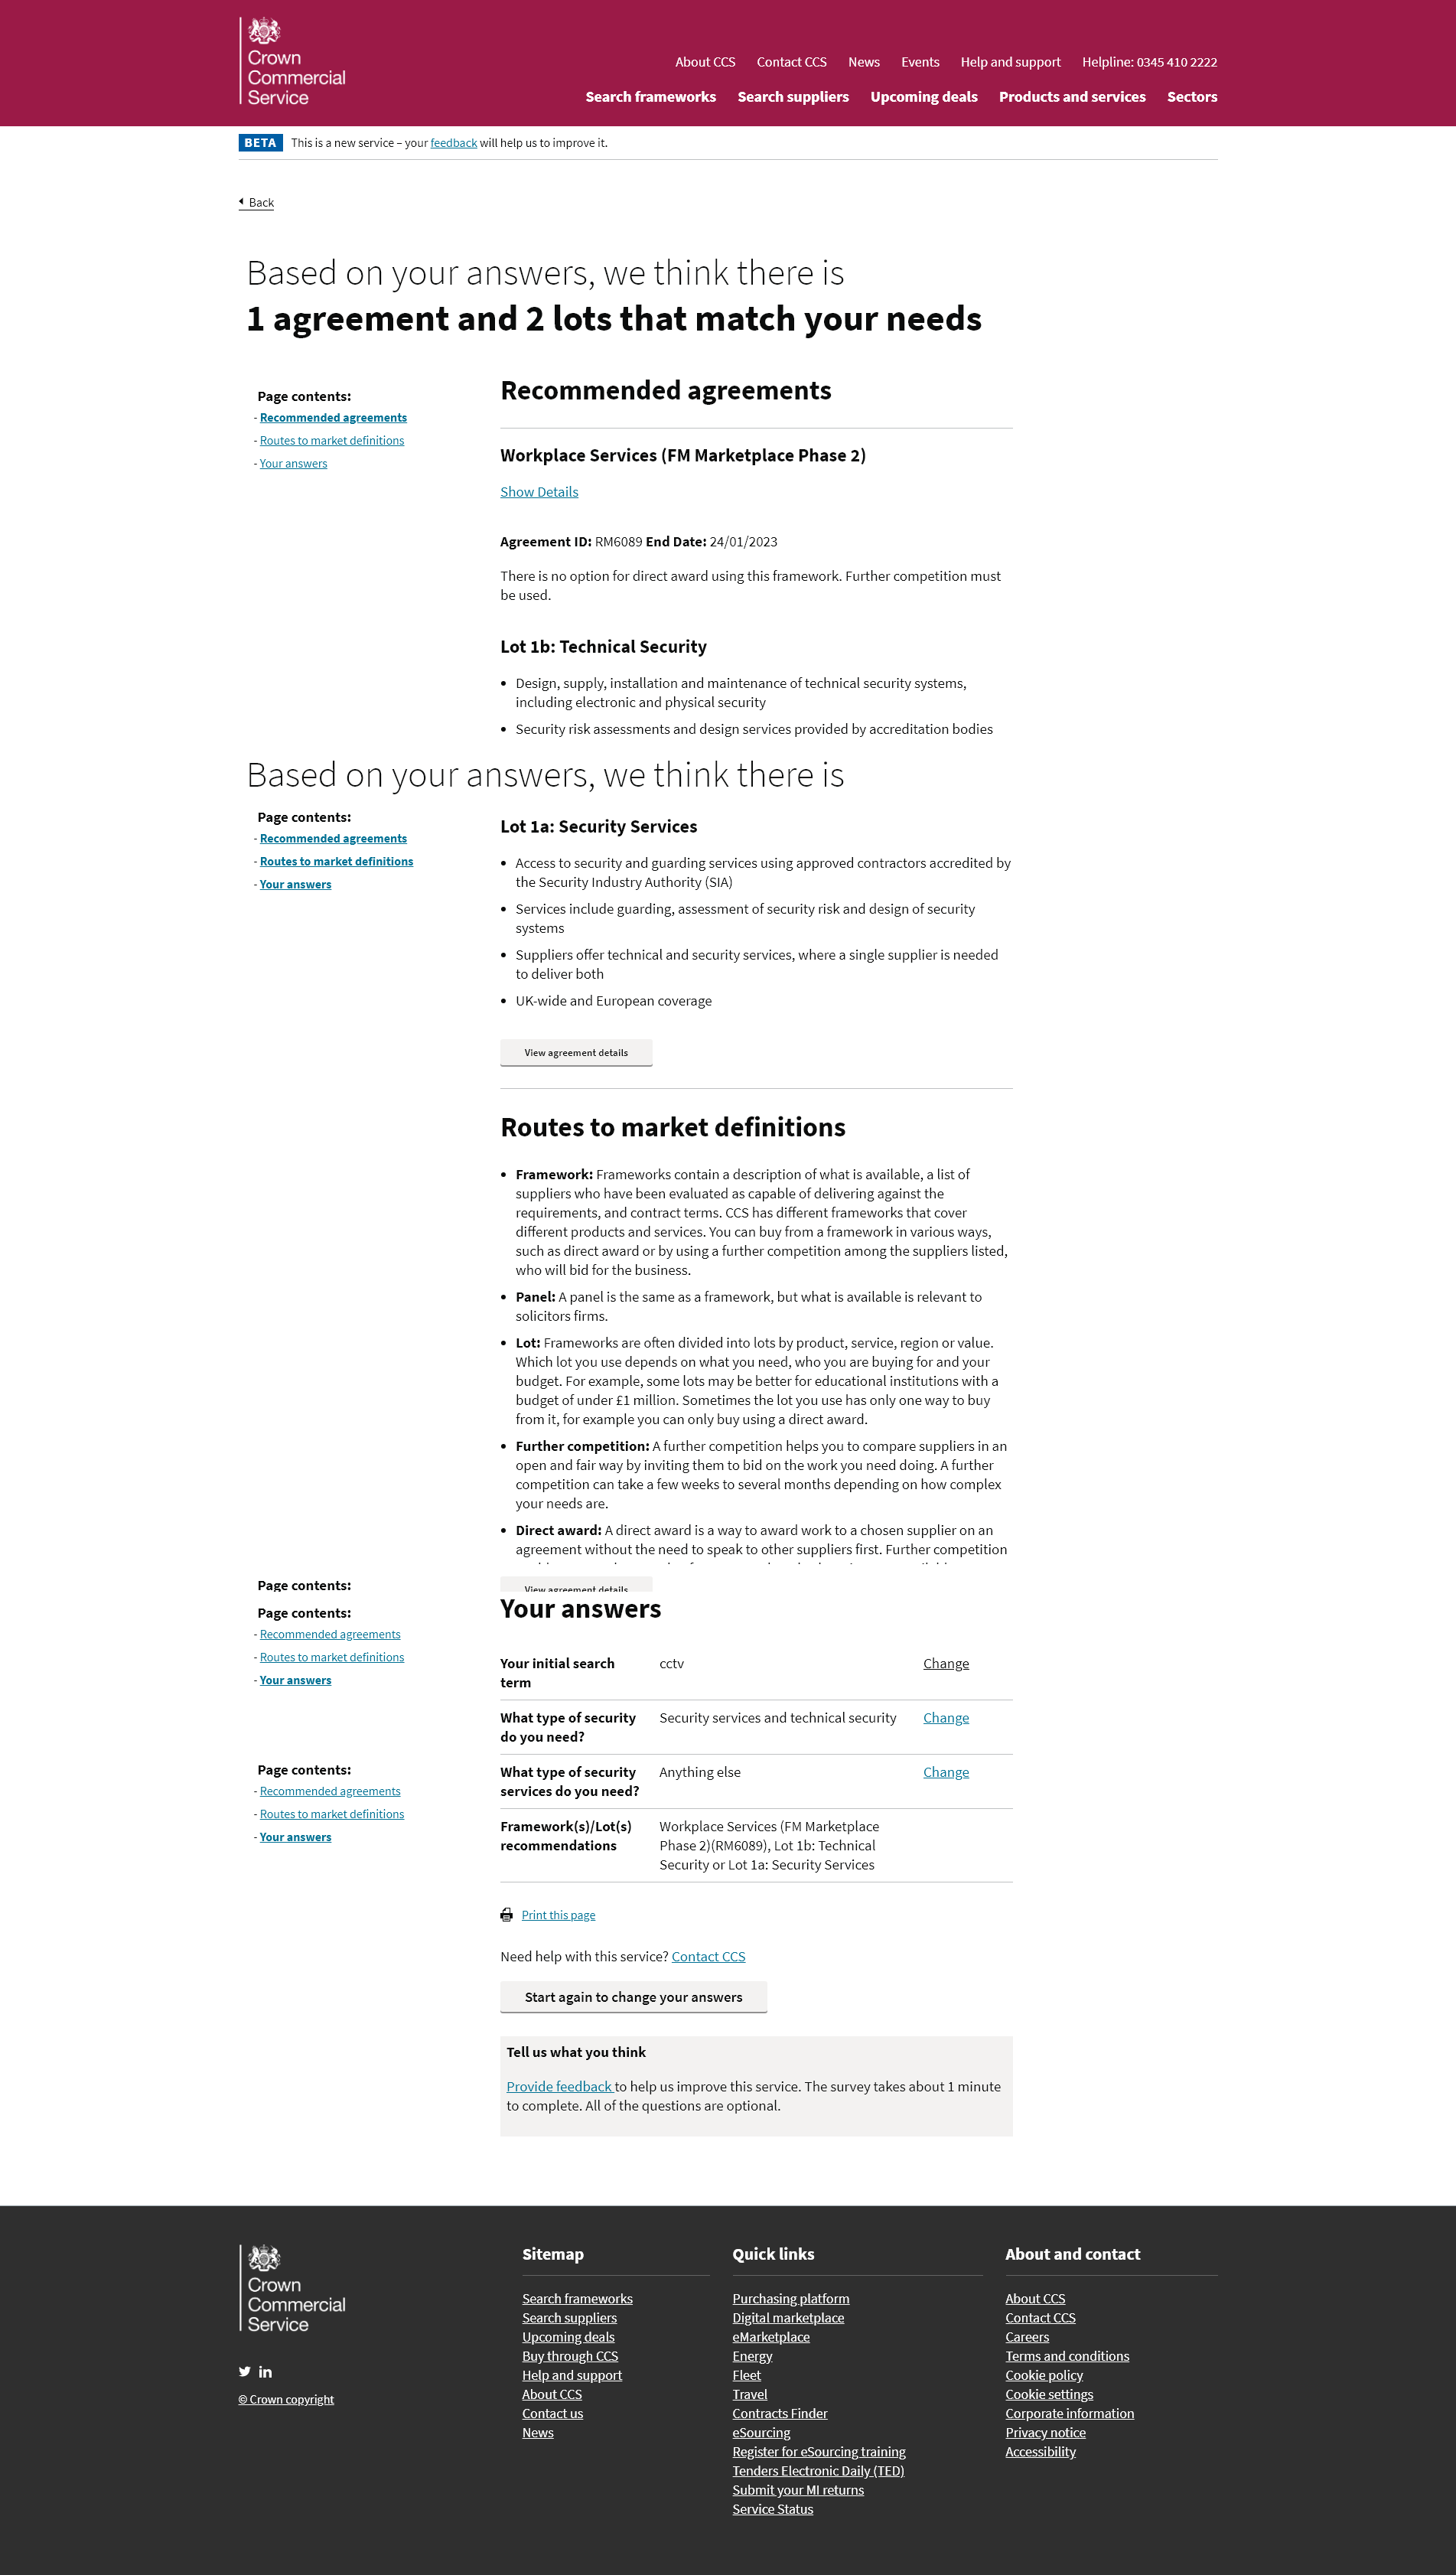 Crown
Commercial
Service
About CCS Contact CCS News Events Help and support Helpline: 0345 410 2222
Search frameworks Search suppliers Upcoming deals Products and services Sectors
BETA This is a new service – your feedback will help us to improve it.
Back
Based on your answers, we think there is
1 agreement and 2 lots that match your needs
Page contents:
- Recommended agreements
- Routes to market definitions
- Your answers
Recommended agreements
Workplace Services (FM Marketplace Phase 2)
Show Details
Agreement ID: RM6089 End Date: 24/01/2023
There is no option for direct award using this framework. Further competition must
be used.
Lot 1b: Technical Security
• Design, supply, installation and maintenance of technical security systems,
including electronic and physical security
• Security risk assessments and design services provided by accreditation bodies
Based on your answers, we think there is
Page contents:
- Recommended agreements
- Routes to market definitions
- Your answers
Lot 1a: Security Services
• Access to security and guarding services using approved contractors accredited by
the Security Industry Authority (SIA)
• Services include guarding, assessment of security risk and design of security
systems
• Suppliers offer technical and security services, where a single supplier is needed
to deliver both
• UK-wide and European coverage
View agreement details
Routes to market definitions
• Framework: Frameworks contain a description of what is available, a list of
suppliers who have been evaluated as capable of delivering against the
requirements, and contract terms. CCS has different frameworks that cover
different products and services. You can buy from a framework in various ways,
such as direct award or by using a further competition among the suppliers listed,
who will bid for the business.
• Panel: A panel is the same as a framework, but what is available is relevant to
solicitors firms.
• Lot: Frameworks are often divided into lots by product, service, region or value.
Which lot you use depends on what you need, who you are buying for and your
budget. For example, some lots may be better for educational institutions with a
budget of under £1 million. Sometimes the lot you use has only one way to buy
from it, for example you can only buy using a direct award.
• Further competition: A further competition helps you to compare suppliers in an
open and fair way by inviting them to bid on the work you need doing. A further
competition can take a few weeks to several months depending on how complex
your needs are.
• Direct award: A direct award is a way to award work to a chosen supplier on an
agreement without the need to speak to other suppliers first. Further competition
Page contents:
View agreement details
Page contents:
- Recommended agreements
- Routes to market definitions
- Your answers
Your answers
Your initial search
term
cctv
Change
What type of security
do you need?
Security services and technical security
Change
What type of security
services do you need?
Anything else
Change
Page contents:
- Recommended agreements
- Routes to market definitions
- Your answers
Framework(s)/Lot(s)
recommendations
Workplace Services (FM Marketplace
Phase 2)(RM6089), Lot 1b: Technical
Security or Lot 1a: Security Services
Print this page
Need help with this service? Contact CCS
Start again to change your answers
Tell us what you think
Provide feedback to help us improve this service. The survey takes about 1 minute
to complete. All of the questions are optional.
Crown
Commercial
Service
© Crown copyright
Sitemap
Search frameworks
Search suppliers
Upcoming deals
Buy through CCS
Help and support
About CCS
Contact us
News
Quick links
Purchasing platform
Digital marketplace
eMarketplace
Energy
Fleet
Travel
Contracts Finder
eSourcing
Register for eSourcing training
Tenders Electronic Daily (TED)
Submit your MI returns
Service Status
About and contact
About CCS
Contact CCS
Careers
Terms and conditions
Cookie policy
Cookie settings
Corporate information
Privacy notice
Accessibility